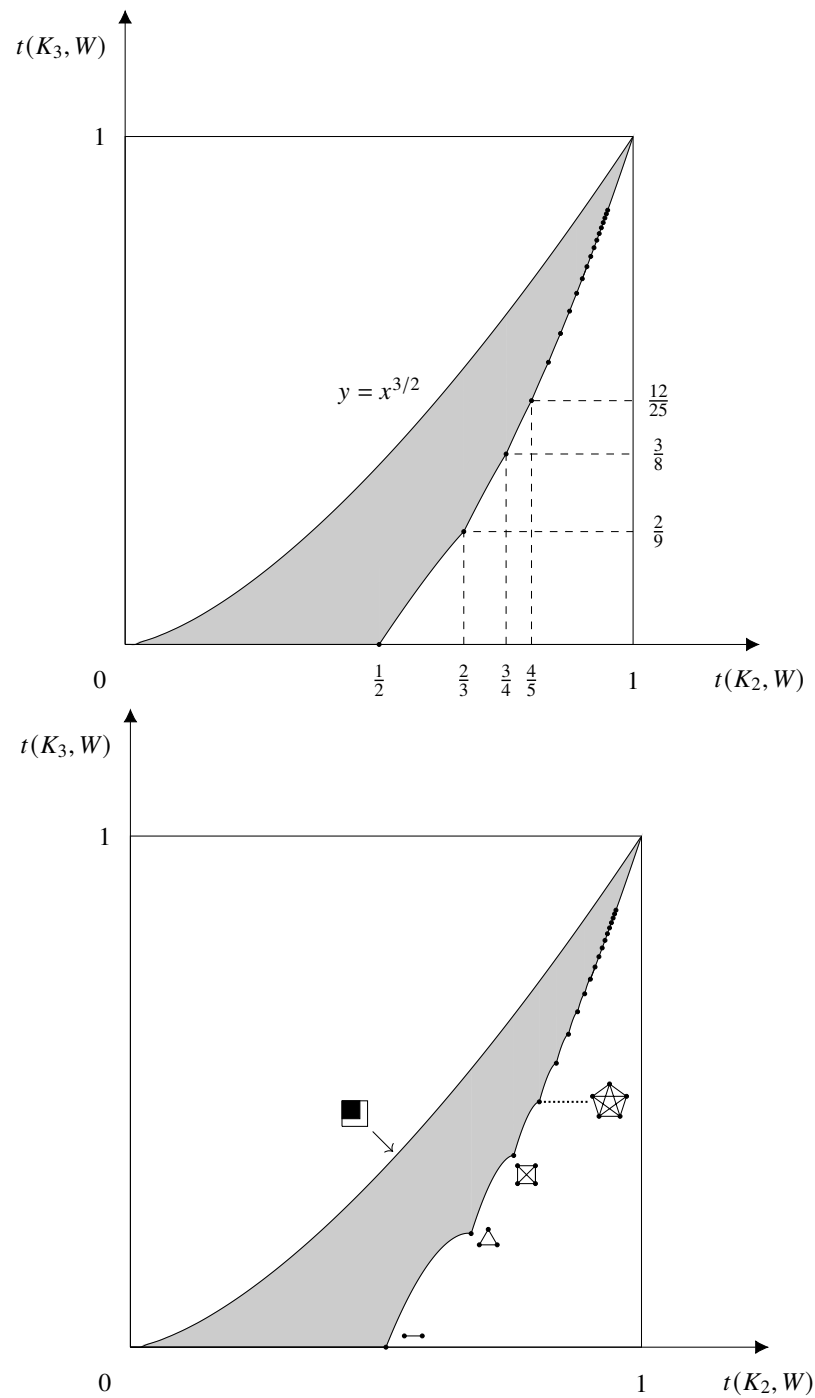 t(K₃, W)
1
y = x^{3/2}
12/25
3/8
2/9
0
1/2
2/3
3/4
4/5
1
t(K₂, W)
t(K₃, W)
1
0
1
t(K₂, W)